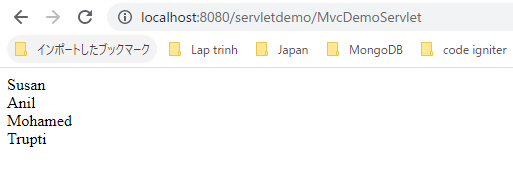 localhost:8080/servletdemo/MvcDemoServlet
インポートしたブックマーク Lap trinh Japan MongoDB code igniter
Susan
Anil
Mohamed
Trupti